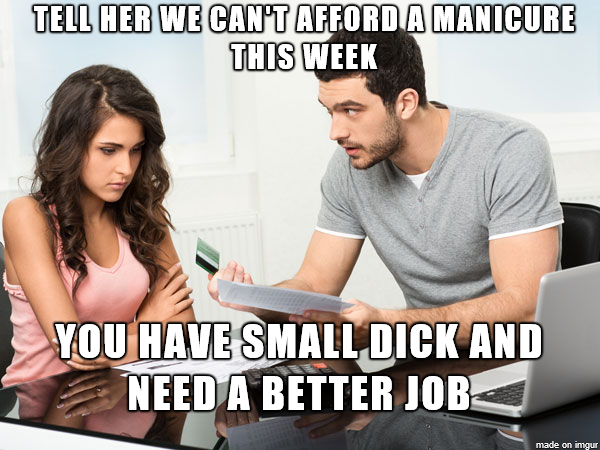 TELL HER WE CAN'T AFFORD A MANICURE
THIS WEEK
YOU HAVE SMALL DICK AND
NEED A BETTER JOB
made on imgur